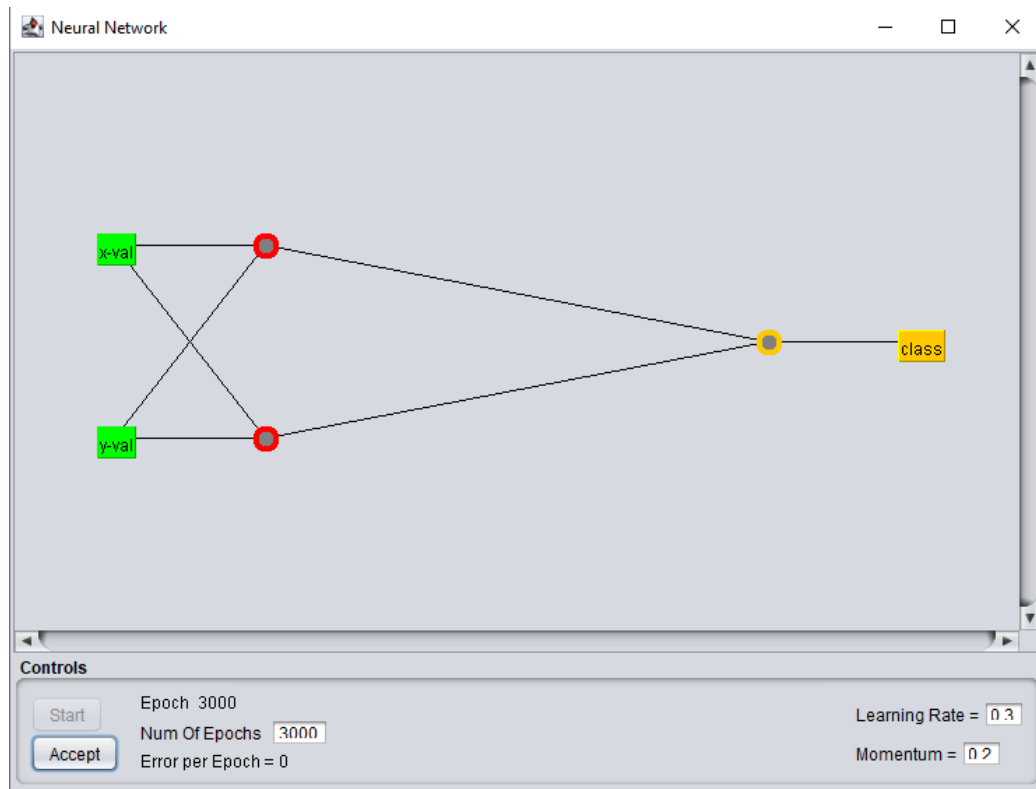 Neural Network
x-val
class
y-val
Controls
Start
Epoch 3000
Num Of Epochs 3000
Learning Rate = 0.3
Accept
Error per Epoch = 0
Momentum = 0.2